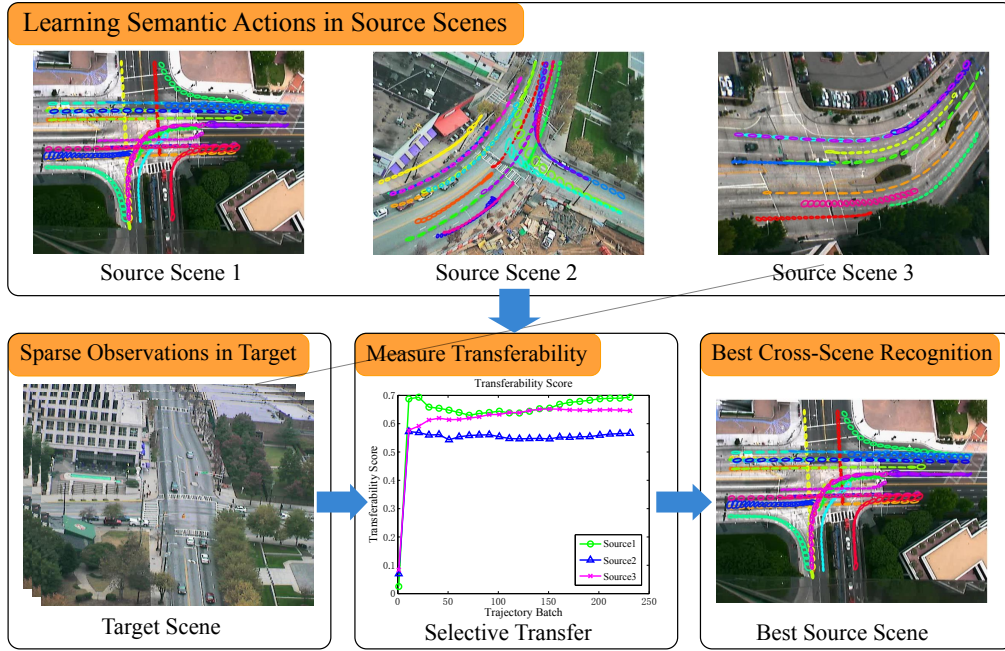 Learning Semantic Actions in Source Scenes
Source Scene 1
Source Scene 2
Source Scene 3
Sparse Observations in Target
Target Scene
Measure Transferability
Transferability Score
Transferability Score
0.7
0.6
0.5
0.4
0.3
0.2
0.1
0
0
50
100
150
200
250
Trajectory Batch
Source1
Source2
Source3
Selective Transfer
Best Cross-Scene Recognition
Best Source Scene